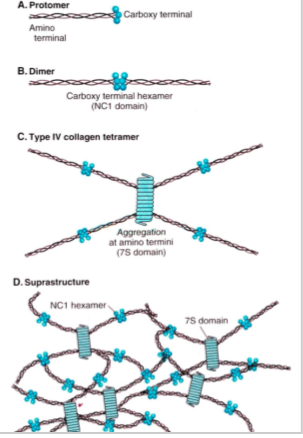 A. Protomer
Carboxy terminal
Amino
terminal
B. Dimer
Carboxy terminal hexamer
(NC1 domain)
C. Type IV collagen tetramer
Aggregation
at amino termini
(7S domain)
D. Suprastructure
NC1 hexamer
7S domain